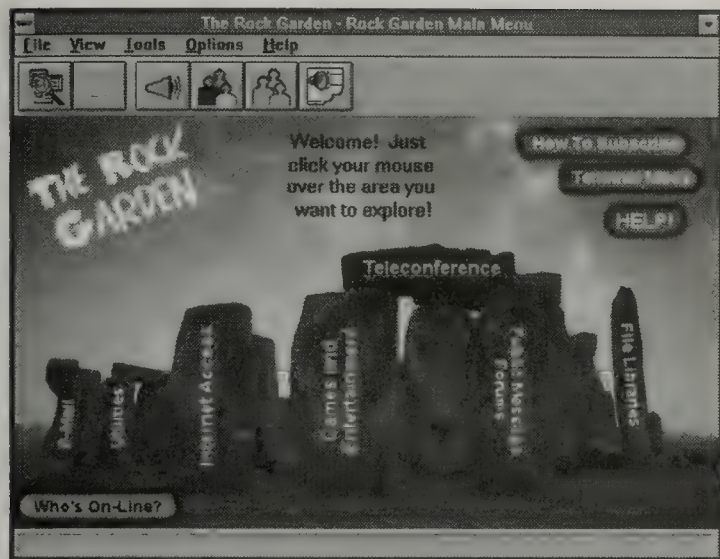 The Rock Garden - Rock Garden Main Menu
File View Tools Options Help
THE ROCK
GARDEN
Welcome! Just
click your mouse
over the area you
want to explore!
How To Subscribe
HELP!
Teleconference
Internet Access
Games and
Entertainment
Public Message
Forums
File Libraries
Who's On-Line?